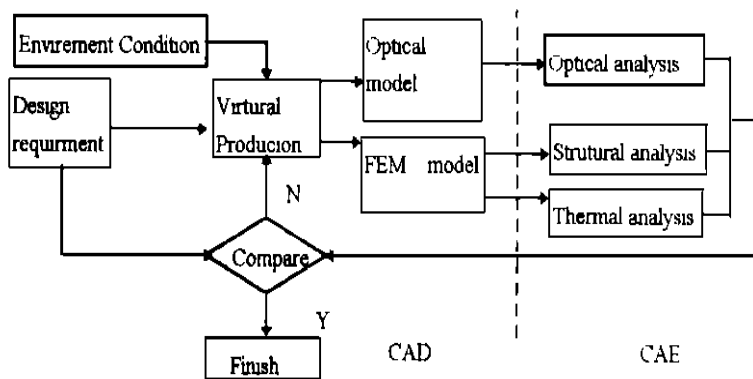 Envirement Condition
Design
requirment
Virtural
Producion
Optical
model
FEM model
Optical analysis
Strutural analysis
Thermal analysis
N
Compare
Y
Finish
CAD
CAE